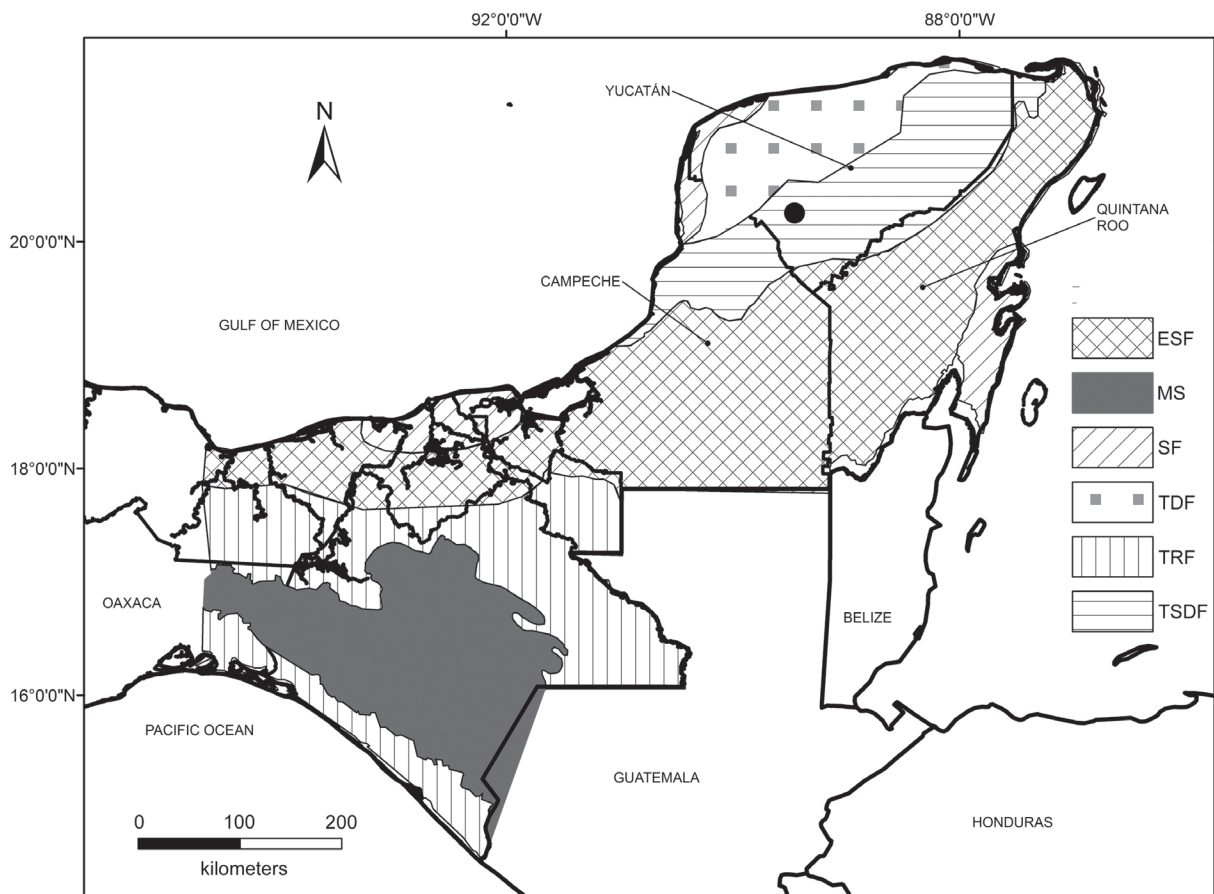 92°0'0"W
88°0'0"W
YUCATÁN
N
QUINTANA
ROO
20°0'0"N
CAMPECHE
GULF OF MEXICO
ESF
MS
SF
18°0'0"N
TDF
TRF
OAXACA
BELIZE
TSDF
16°0'0"N
PACIFIC OCEAN
GUATEMALA
0 100 200
HONDURAS
kilometers